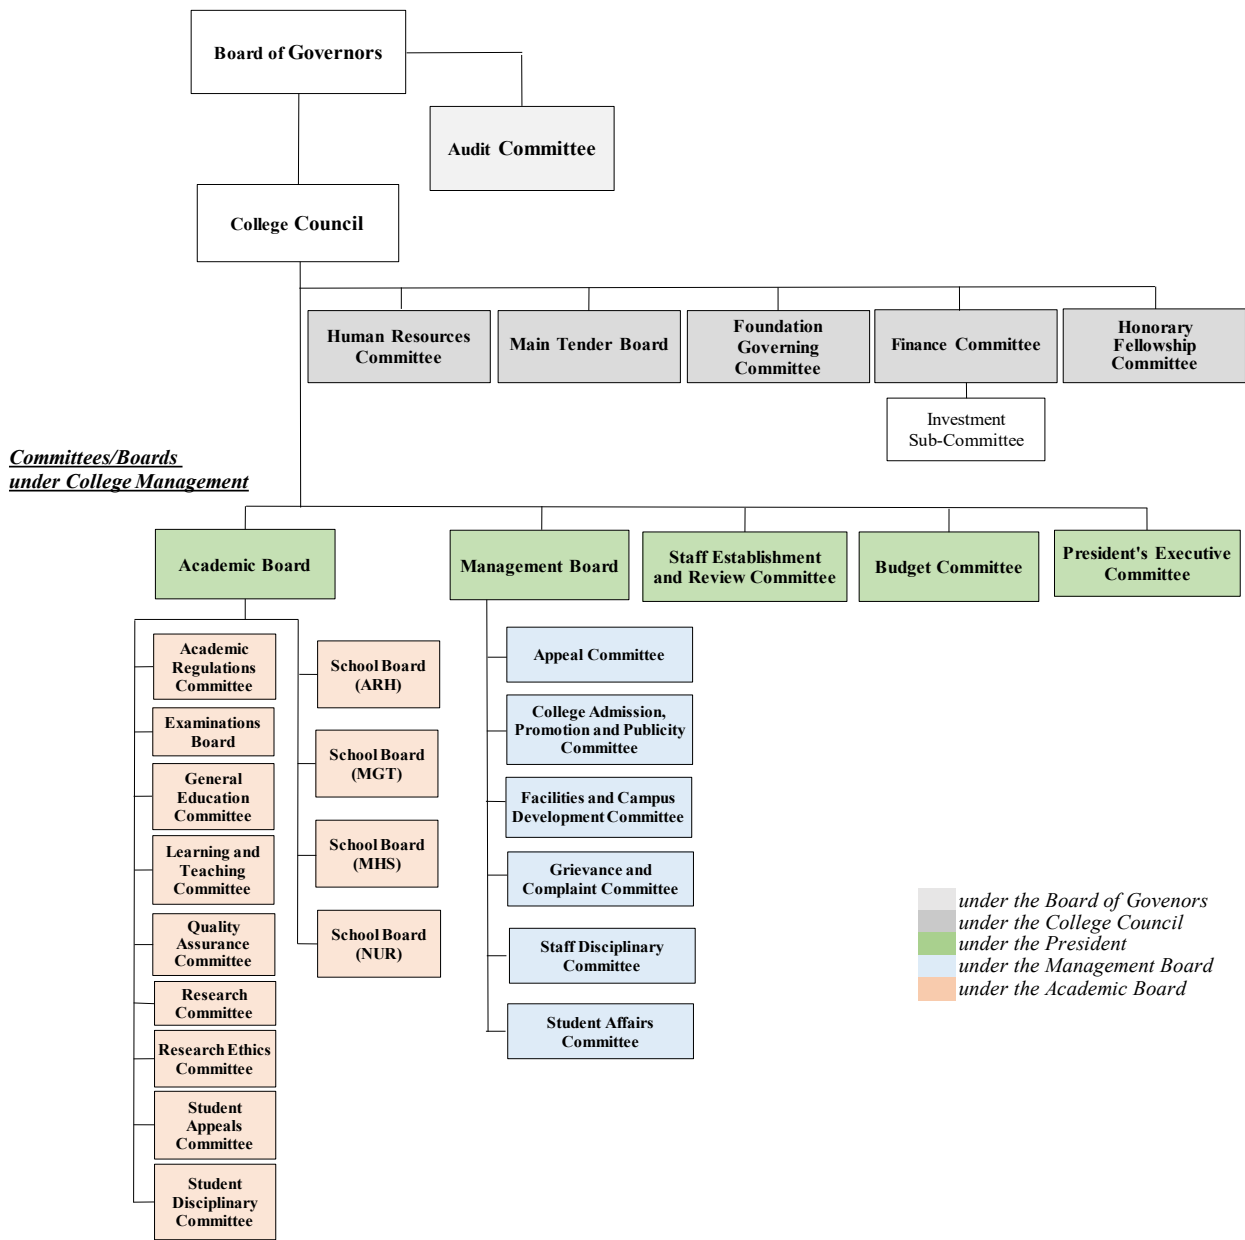 Board of Governors
Audit Committee
College Council
Human Resources
Committee
Main Tender Board
Foundation
Governing
Committee
Finance Committee
Honorary
Fellowship
Committee
Investment
Sub-Committee
Committees/Boards
under College Management
Academic Board
Management Board
Staff Establishment
and Review Committee
Budget Committee
President's Executive
Committee
Academic
Regulations
Committee
Examinations
Board
General
Education
Committee
Learning and
Teaching
Committee
Quality
Assurance
Committee
Research
Committee
Research Ethics
Committee
Student
Appeals
Committee
Student
Disciplinary
Committee
School Board
(ARH)
School Board
(MGT)
School Board
(MHS)
School Board
(NUR)
Appeal Committee
College Admission,
Promotion and Publicity
Committee
Facilities and Campus
Development Committee
Grievance and
Complaint Committee
Staff Disciplinary
Committee
Student Affairs
Committee
under the Board of Govenors
under the College Council
under the President
under the Management Board
under the Academic Board